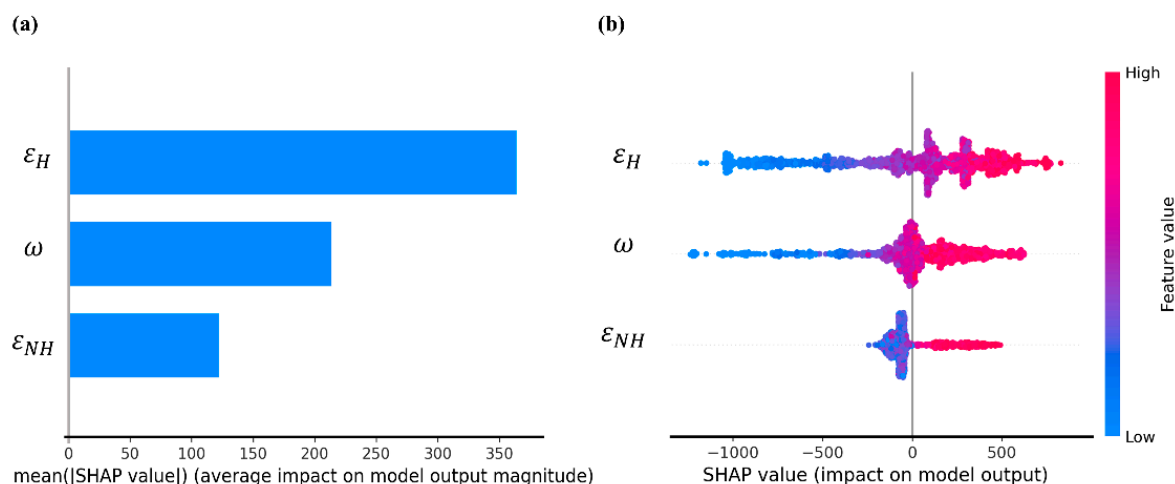 (a)
ε_H
ω
ε_NH
0 50 100 150 200 250 300 350
mean(|SHAP value|) (average impact on model output magnitude)
(b)
High
ε_H
ω
ε_NH
Feature value
Low
−1000 −500 0 500
SHAP value (impact on model output)